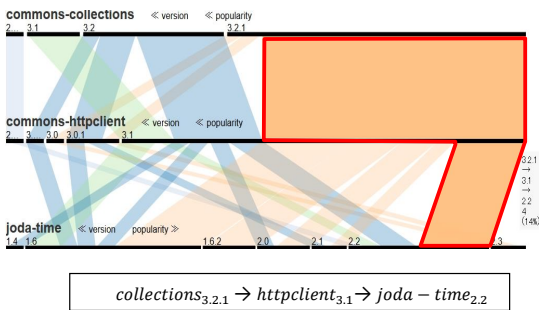 commons-collections ≪ version ≪ popularity
2... 3.1 3.2 3.2.1
commons-httpclient ≪ version ≪ popularity
2... 3.... 3.0 3.0.1 3.1
3.2.1
→
3.1
→
2.2
4
(14%)
joda-time ≪ version popularity ≫
1.4 1.6 1.6.2 2.0 2.1 2.2 2.3
collections3.2.1 → httpclient3.1 → joda − time2.2